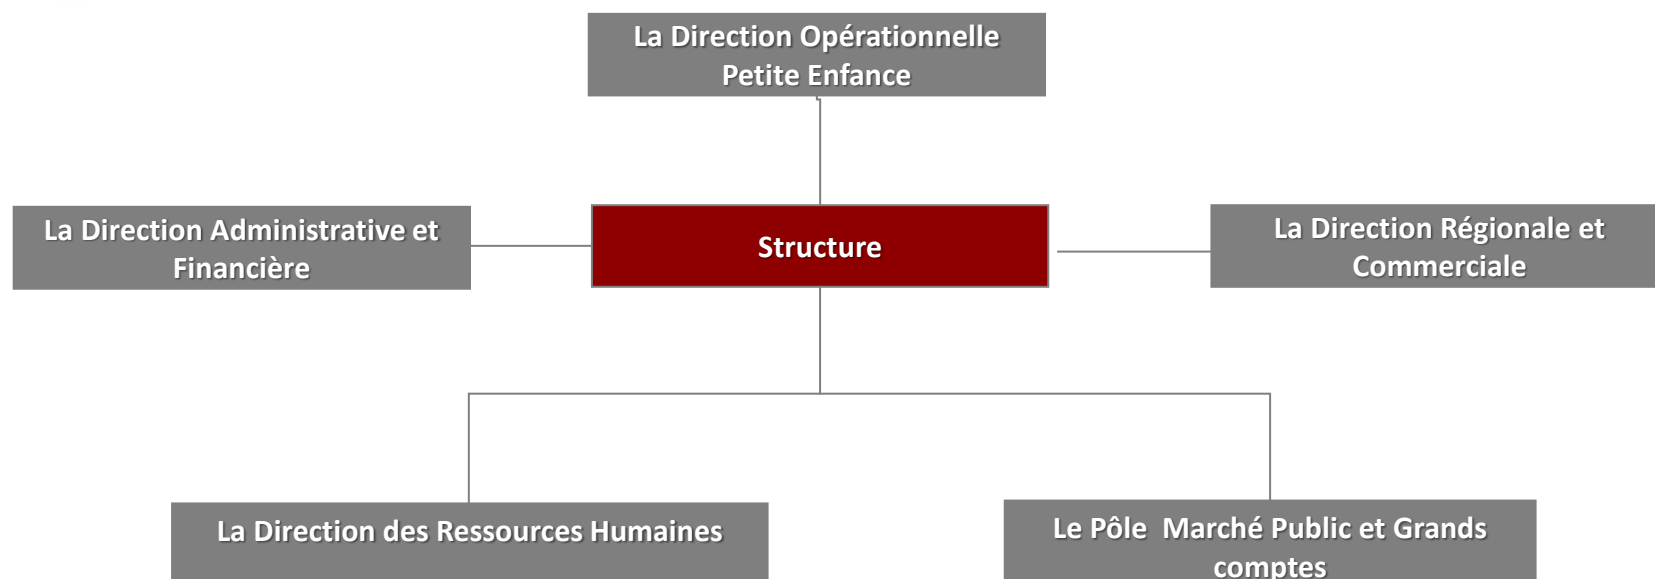 La Direction Opérationnelle
Petite Enfance
La Direction Administrative et
Financière
Structure
La Direction Régionale et
Commerciale
La Direction des Ressources Humaines
Le Pôle Marché Public et Grands
comptes